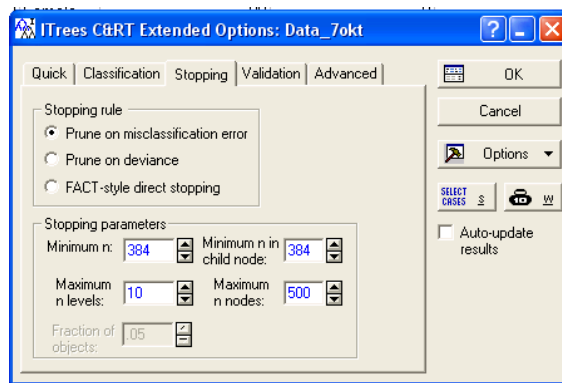 ITrees C&RT Extended Options: Data_7okt
Quick Classification Stopping Validation Advanced
Stopping rule
Prune on misclassification error
Prune on deviance
FACT-style direct stopping
Stopping parameters
Minimum n: 384
Minimum n in child node: 384
Maximum n levels: 10
Maximum n nodes: 500
Fraction of objects: .05
OK
Cancel
Options
SELECT CASES S
W
Auto-update results